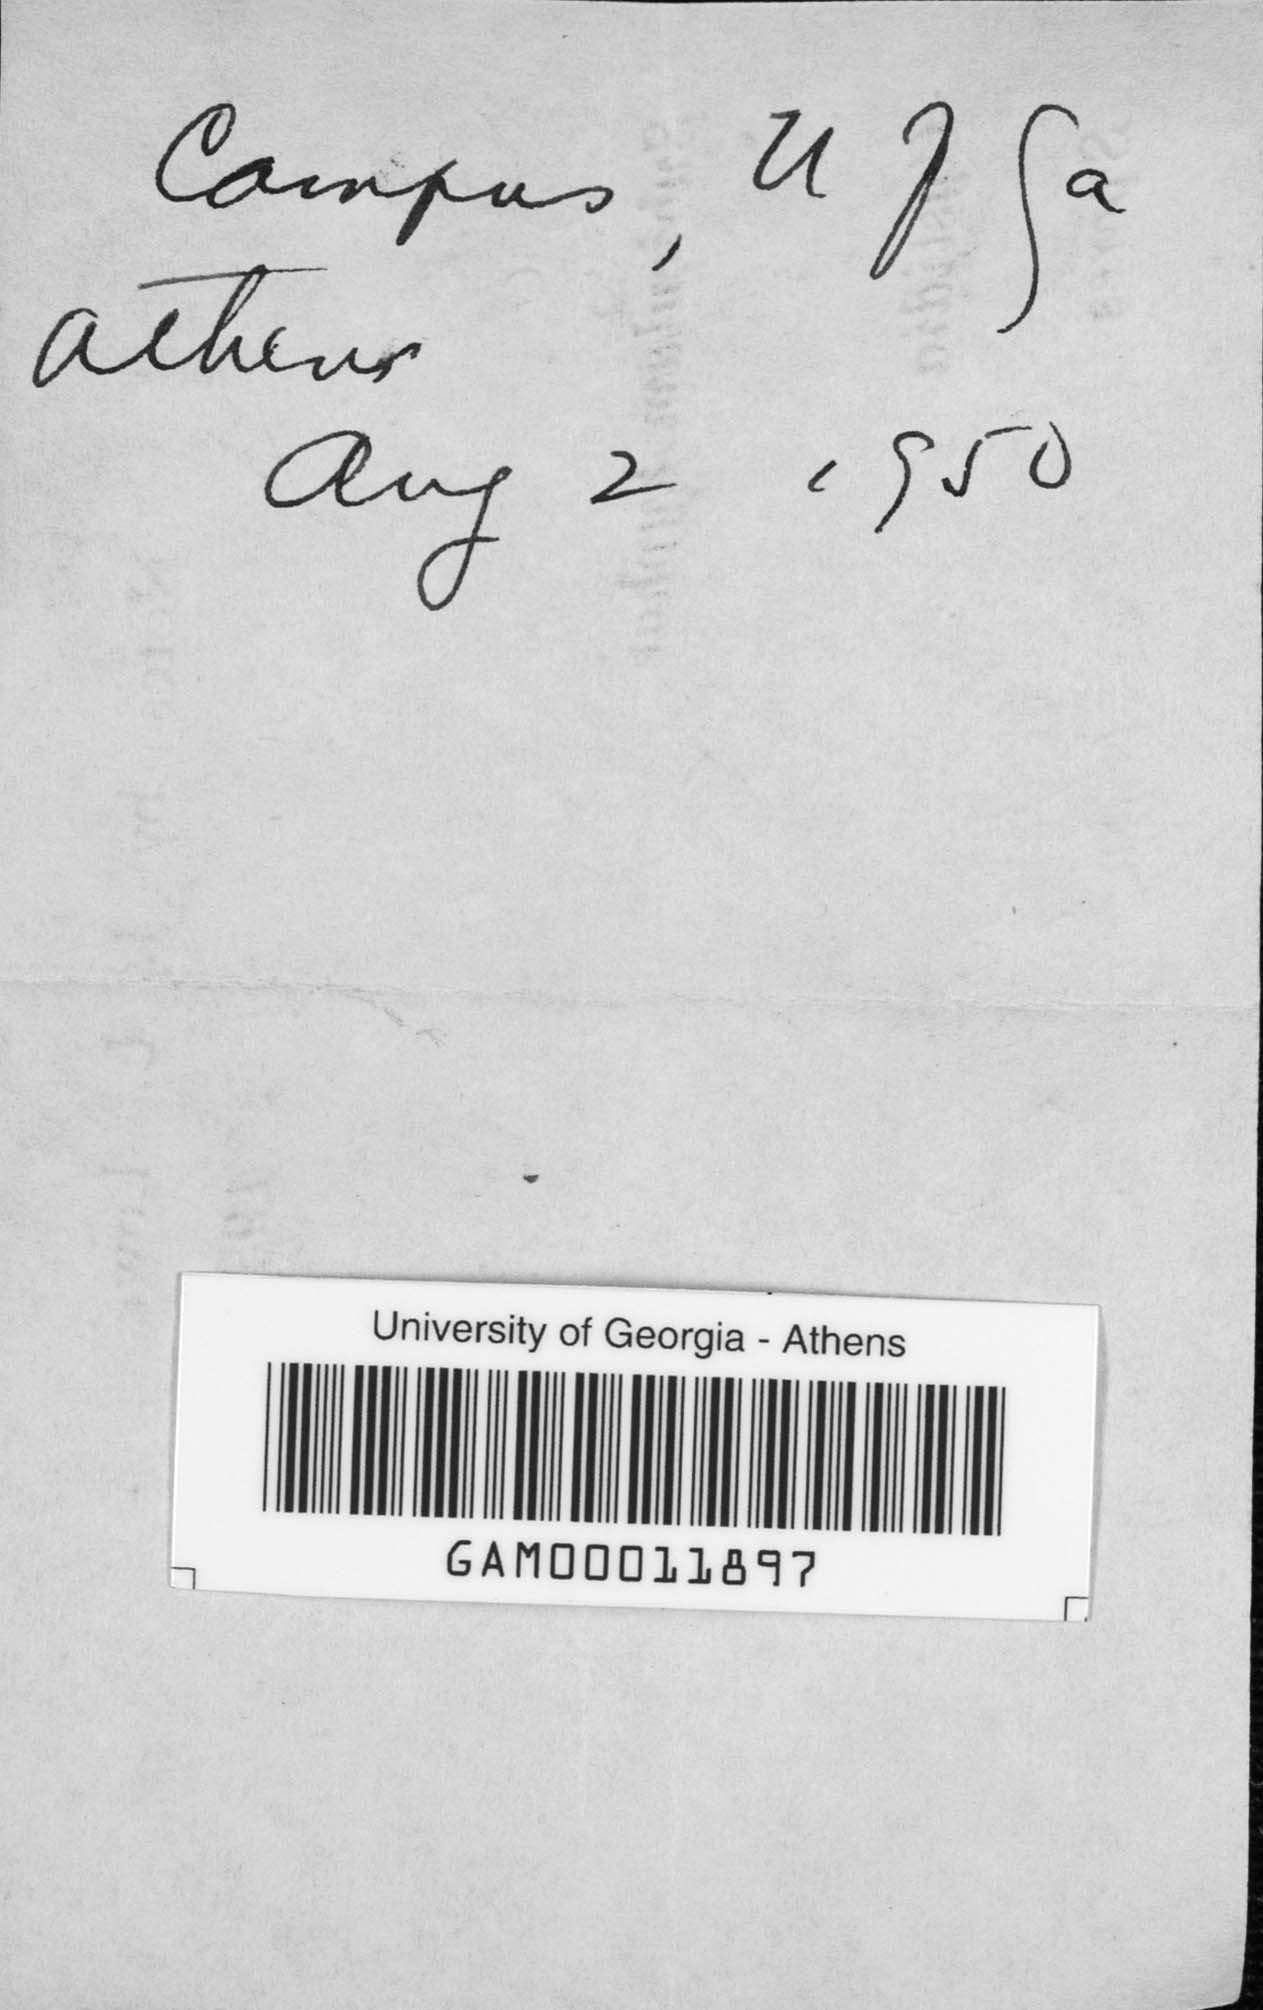 Campus, U of Ga
Athens
Aug 2 1950
University of Georgia - Athens
GAM00011897